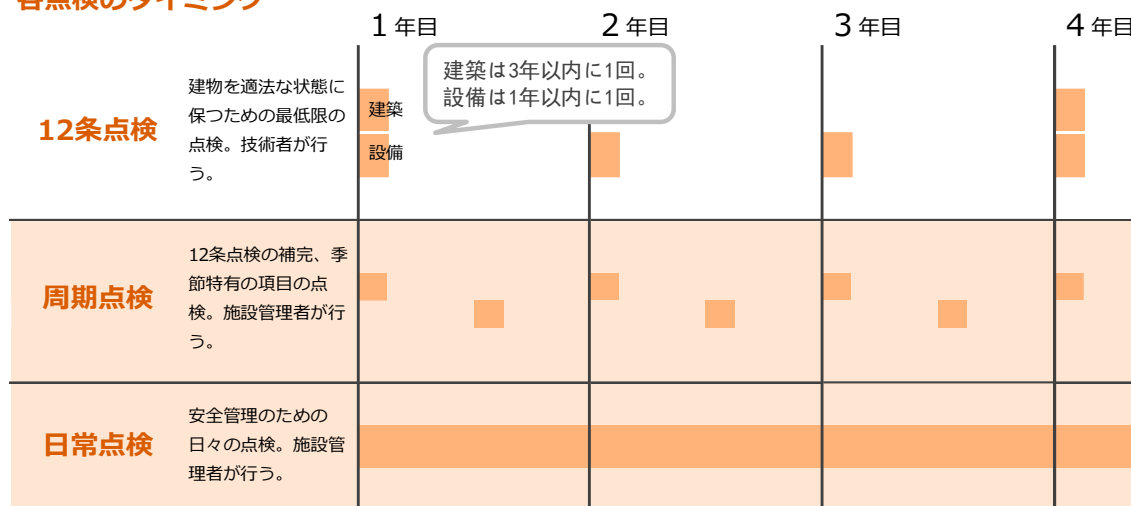 各点検のタイミング
1 年目
2 年目
3 年目
4 年目
12条点検
建物を適法な状態に
保つための最低限の
点検。技術者が行
う。
建築
設備
建築は3年以内に1回。
設備は1年以内に1回。
周期点検
12条点検の補完、季
節特有の項目の点
検。施設管理者が行
う。
日常点検
安全管理のための
日々の点検。施設管
理者が行う。